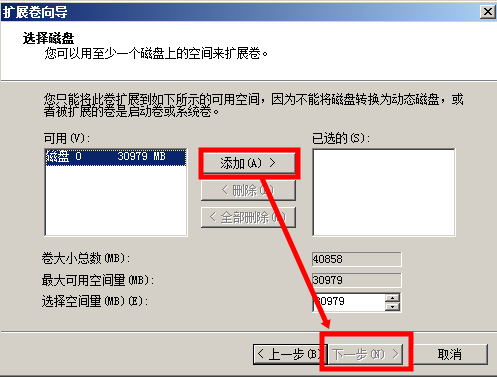 扩展卷向导
选择磁盘
您可以用至少一个磁盘上的空间来扩展卷。
您只能将此卷扩展到如下所示的可用空间，因为不能将磁盘转换为动态磁盘，或
者被扩展的卷是启动卷或系统卷。
可用(V):
已选的(S):
磁盘 0 30979 MB
添加(A) >
< 删除(R)
< 全部删除(M)
卷大小总数(MB): 40858
最大可用空间量(MB): 30979
选择空间量(MB)(E): 30979
< 上一步(B) 下一步(N) > 取消